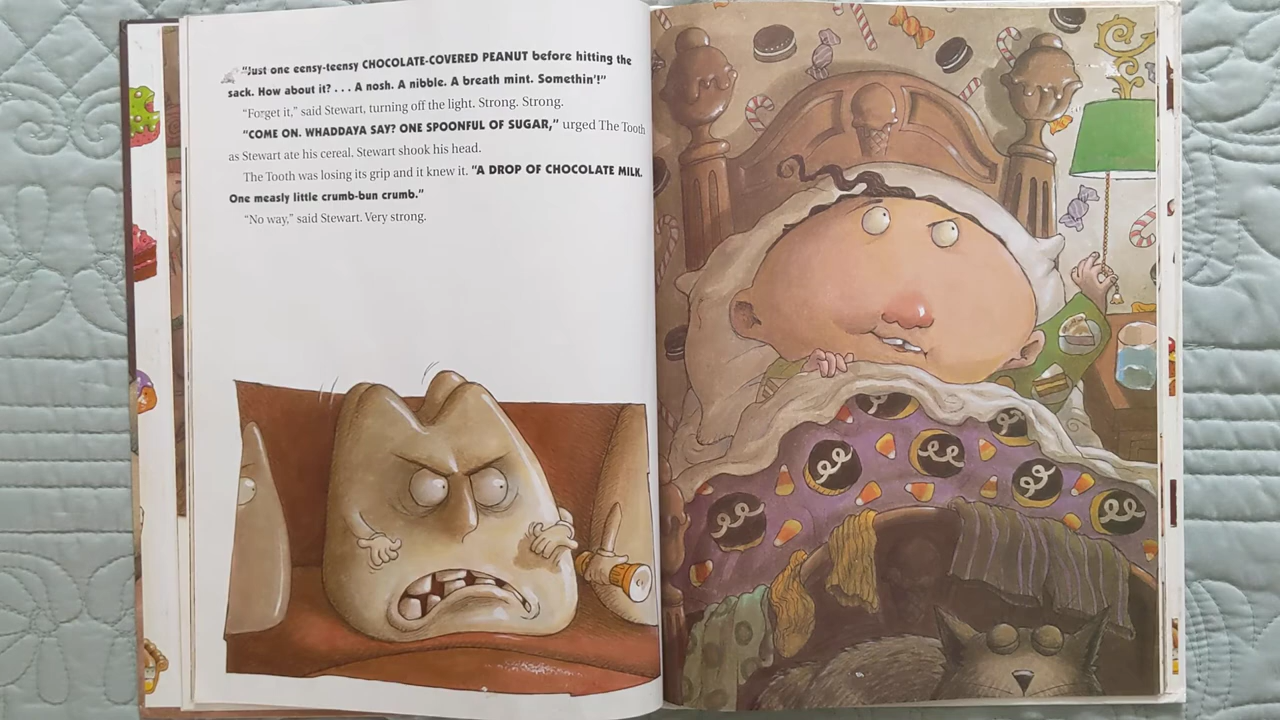 "Just one eensy-teensy CHOCOLATE-COVERED PEANUT before hitting the
sack. How about it? . . . A nosh. A nibble. A breath mint. Somethin'!"
"Forget it," said Stewart, turning off the light. Strong. Strong.
"COME ON. WHADDAYA SAY? ONE SPOONFUL OF SUGAR," urged The Tooth
as Stewart ate his cereal. Stewart shook his head.
The Tooth was losing its grip and it knew it. "A DROP OF CHOCOLATE MILK.
One measly little crumb-bun crumb."
"No way," said Stewart. Very strong.